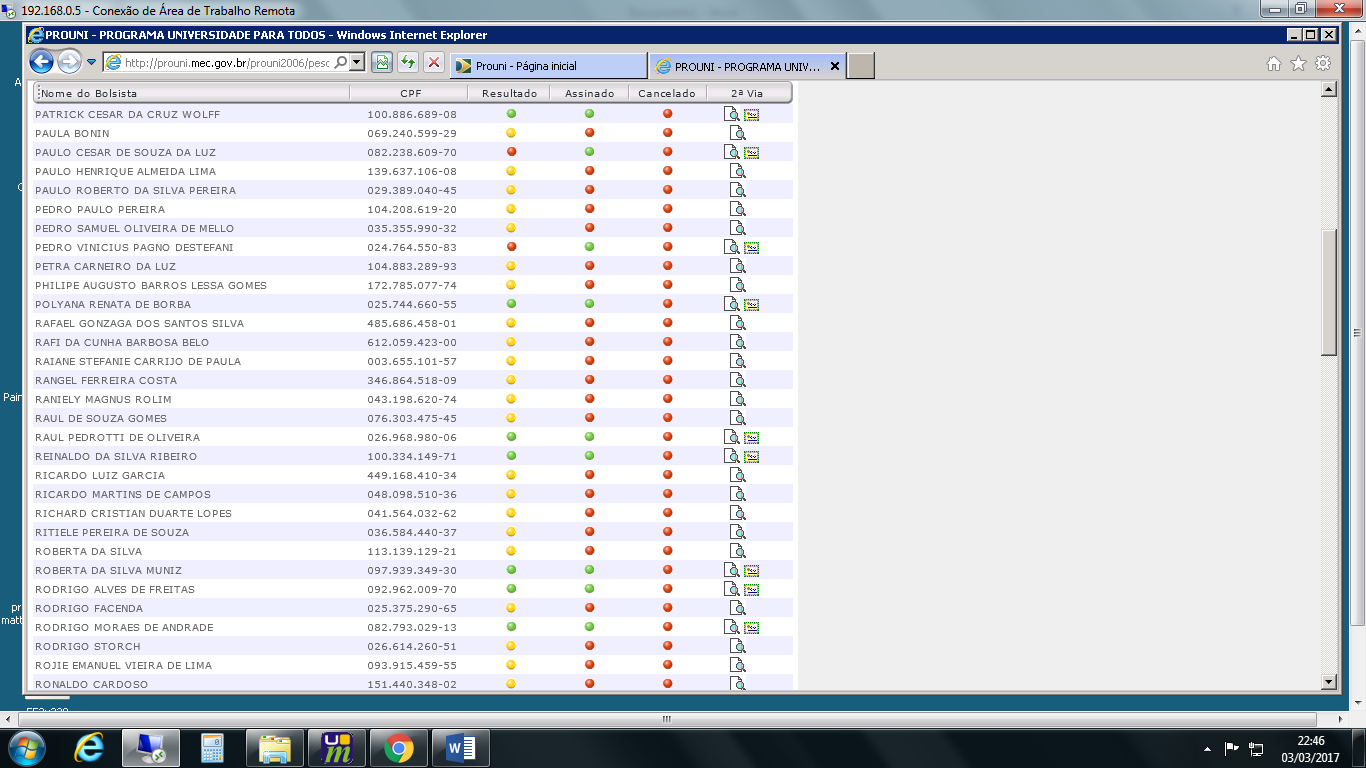 192.168.0.5 - Conexão de Área de Trabalho Remota
PROUNI - PROGRAMA UNIVERSIDADE PARA TODOS - Windows Internet Explorer
http://prouni.mec.gov.br/prouni2006/pesc Prouni - Página inicial PROUNI - PROGRAMA UNIV...
Nome do Bolsista CPF Resultado Assinado Cancelado 2ª Via
PATRICK CESAR DA CRUZ WOLFF 100.886.689-08
PAULA BONIN 069.240.599-29
PAULO CESAR DE SOUZA DA LUZ 082.238.609-70
PAULO HENRIQUE ALMEIDA LIMA 139.637.106-08
PAULO ROBERTO DA SILVA PEREIRA 029.389.040-45
PEDRO PAULO PEREIRA 104.208.619-20
PEDRO SAMUEL OLIVEIRA DE MELLO 035.355.990-32
PEDRO VINICIUS PAGNO DESTEFANI 024.764.550-83
PETRA CARNEIRO DA LUZ 104.883.289-93
PHILIPE AUGUSTO BARROS LESSA GOMES 172.785.077-74
POLYANA RENATA DE BORBA 025.744.660-55
RAFAEL GONZAGA DOS SANTOS SILVA 485.686.458-01
RAFI DA CUNHA BARBOSA BELO 612.059.423-00
RAIANE STEFANIE CARRIJO DE PAULA 003.655.101-57
RANGEL FERREIRA COSTA 346.864.518-09
RANIELY MAGNUS ROLIM 043.198.620-74
RAUL DE SOUZA GOMES 076.303.475-45
RAUL PEDROTTI DE OLIVEIRA 026.968.980-06
REINALDO DA SILVA RIBEIRO 100.334.149-71
RICARDO LUIZ GARCIA 449.168.410-34
RICARDO MARTINS DE CAMPOS 048.098.510-36
RICHARD CRISTIAN DUARTE LOPES 041.564.032-62
RITIELE PEREIRA DE SOUZA 036.584.440-37
ROBERTA DA SILVA 113.139.129-21
ROBERTA DA SILVA MUNIZ 097.939.349-30
RODRIGO ALVES DE FREITAS 092.962.009-70
RODRIGO FACENDA 025.375.290-65
RODRIGO MORAES DE ANDRADE 082.793.029-13
RODRIGO STORCH 026.614.260-51
ROJIE EMANUEL VIEIRA DE LIMA 093.915.459-55
RONALDO CARDOSO 151.440.348-02
Pain
pr
matt
22:46
03/03/2017